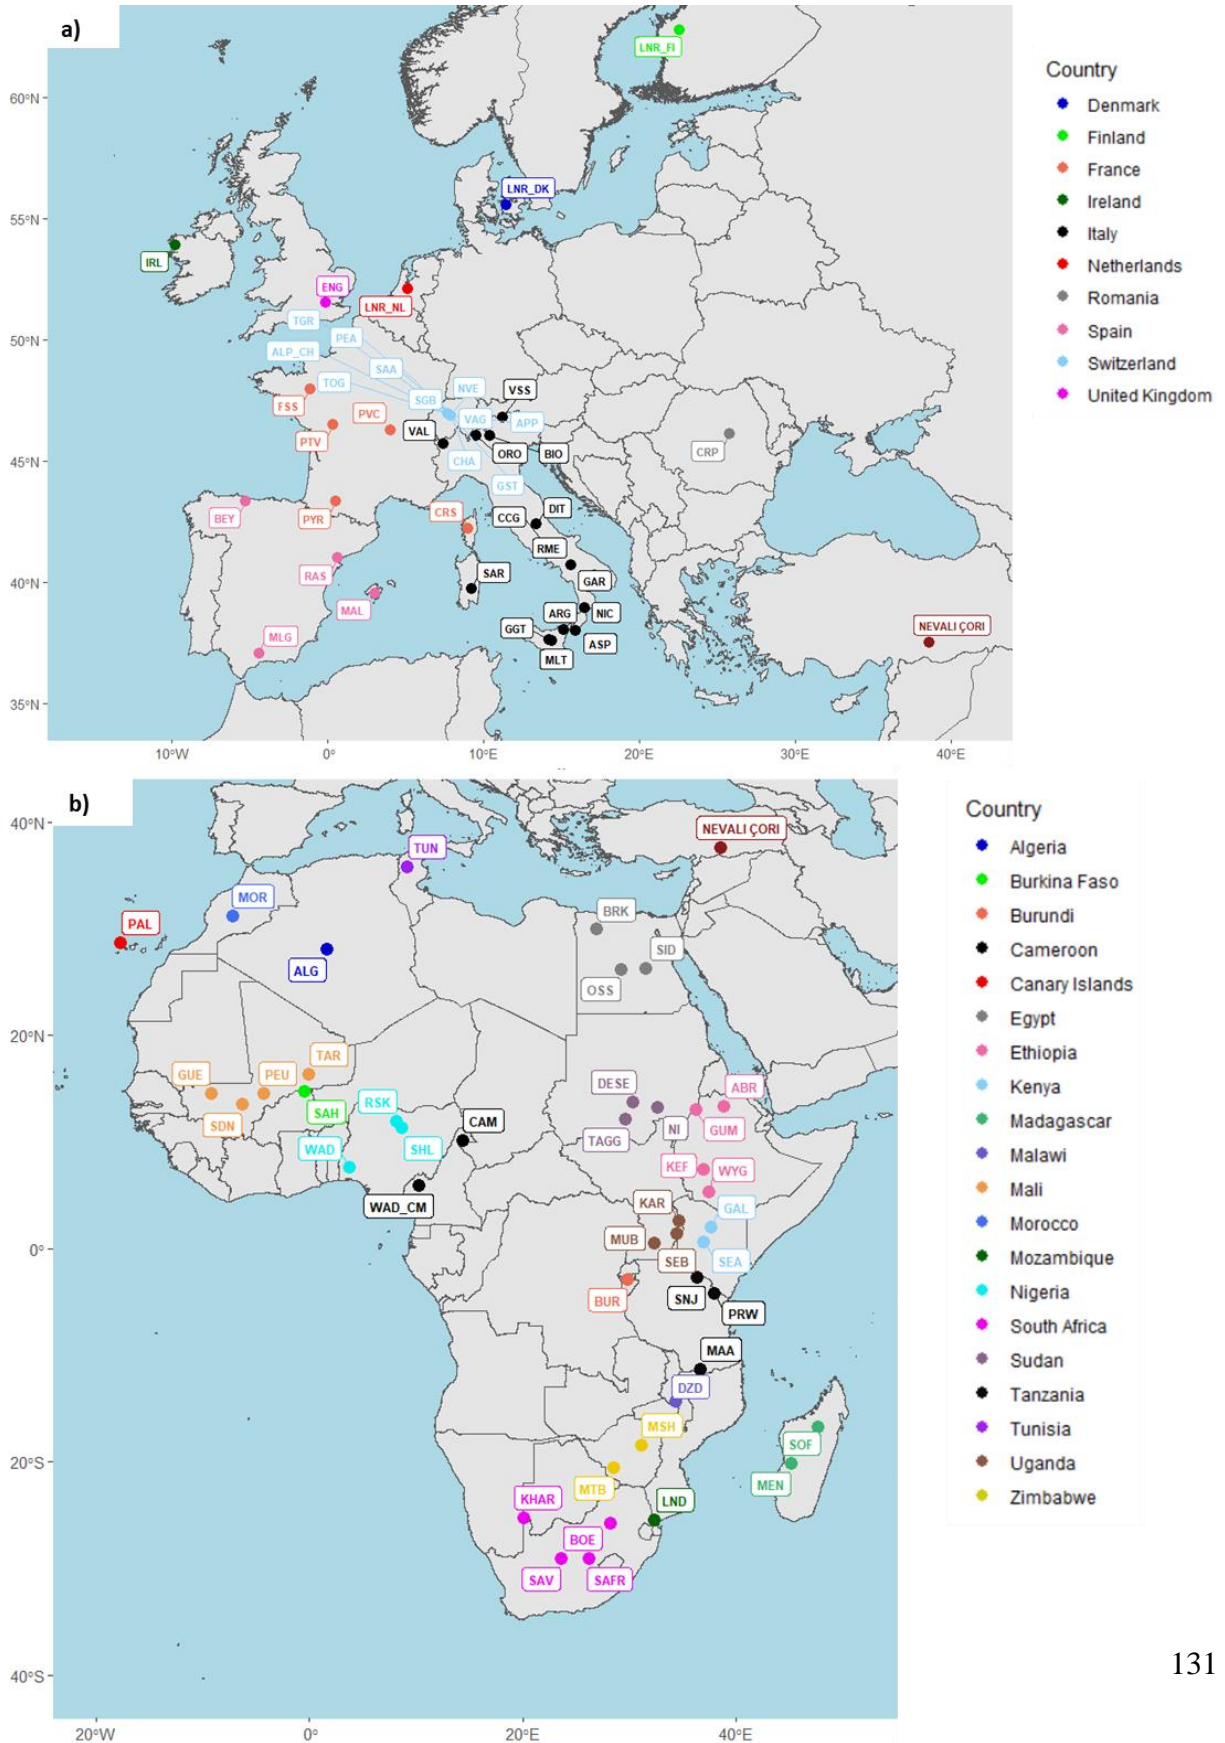 a)
LNR_FI
60°N
LNR_DK
55°N
IRL
ENG
LNR_NL
TGR
PEA
50°N
ALP_CH
SAA
TOG
NVE
VSS
SGB
FSS
PVC
VAG
APP
VAL
PTV
ORO
BIO
CRP
CHA
45°N
GST
BEY
PYR
CRS
CCG
DIT
RME
RAS
SAR
GAR
40°N
MAL
ARG
NIC
GGT
ASP
NEVALI ÇORI
MLG
MLT
35°N
10°W
0°
10°E
20°E
30°E
40°E
Country
Denmark
Finland
France
Ireland
Italy
Netherlands
Romania
Spain
Switzerland
United Kingdom
b)
40°N
NEVALI ÇORI
TUN
MOR
BRK
PAL
SID
ALG
OSS
20°N
TAR
GUE
PEU
DESE
ABR
RSK
SAH
CAM
SDN
NI
GUM
WAD
SHL
TAGG
KEF
WYG
WAD_CM
KAR
GAL
0°
MUB
SEB
SEA
BUR
SNJ
PRW
MAA
DZD
MSH
SOF
20°S
MTB
MEN
KHAR
LND
BOE
SAV
SAFR
40°S
20°W
0°
20°E
40°E
Country
Algeria
Burkina Faso
Burundi
Cameroon
Canary Islands
Egypt
Ethiopia
Kenya
Madagascar
Malawi
Mali
Morocco
Mozambique
Nigeria
South Africa
Sudan
Tanzania
Tunisia
Uganda
Zimbabwe
131